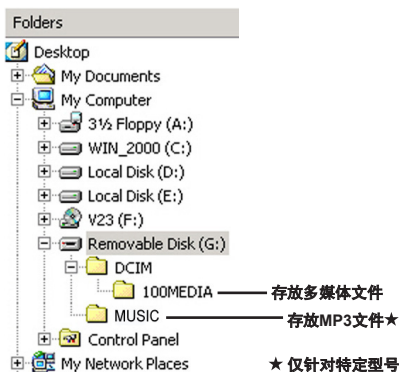 Folders
Desktop
My Documents
My Computer
3½ Floppy (A:)
WIN_2000 (C:)
Local Disk (D:)
Local Disk (E:)
V23 (F:)
Removable Disk (G:)
DCIM
100MEDIA 存放多媒体文件
MUSIC 存放MP3文件★
Control Panel
My Network Places ★ 仅针对特定型号